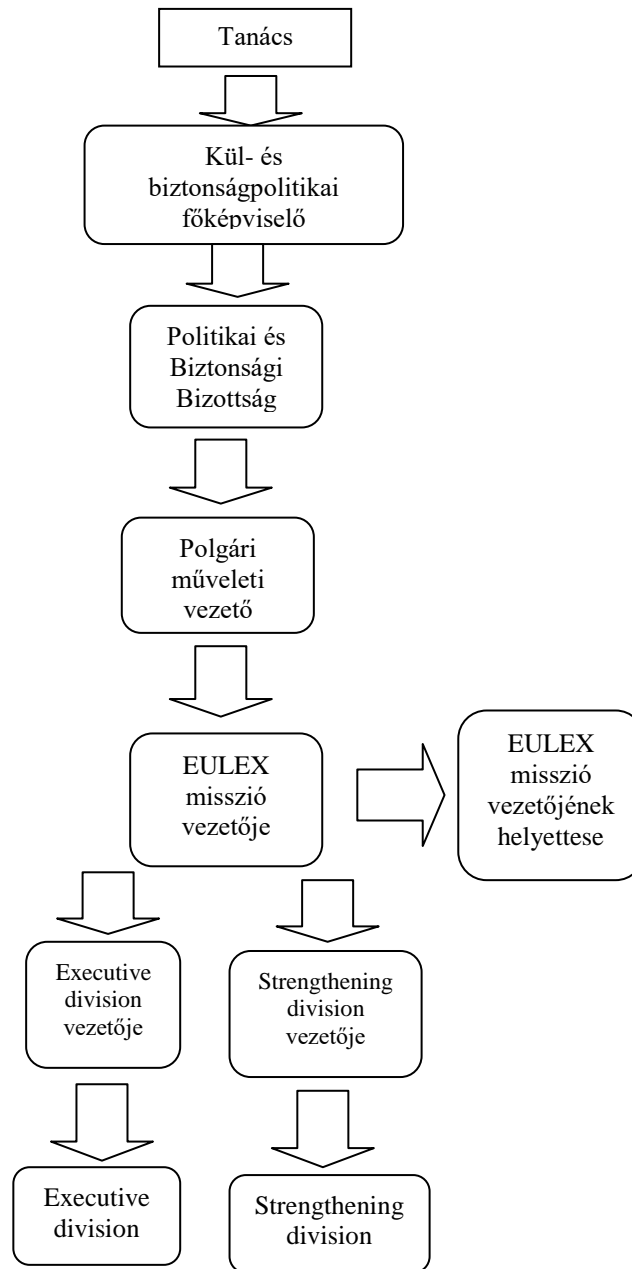 Tanács
Kül- és
biztonságpolitikai
főképviselő
Politikai és
Biztonsági
Bizottság
Polgári
műveleti
vezető
EULEX
misszió
vezetője
EULEX
misszió
vezetőjének
helyettese
Executive
division
vezetője
Strengthening
division
vezetője
Executive
division
Strengthening
division